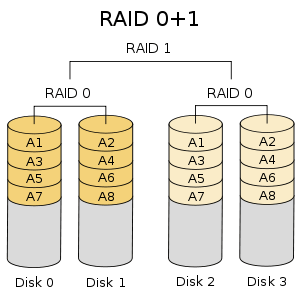 RAID 0+1
RAID 1
RAID 0 RAID 0
A1 A2 A1 A2
A3 A4 A3 A4
A5 A6 A5 A6
A7 A8 A7 A8
Disk 0 Disk 1 Disk 2 Disk 3